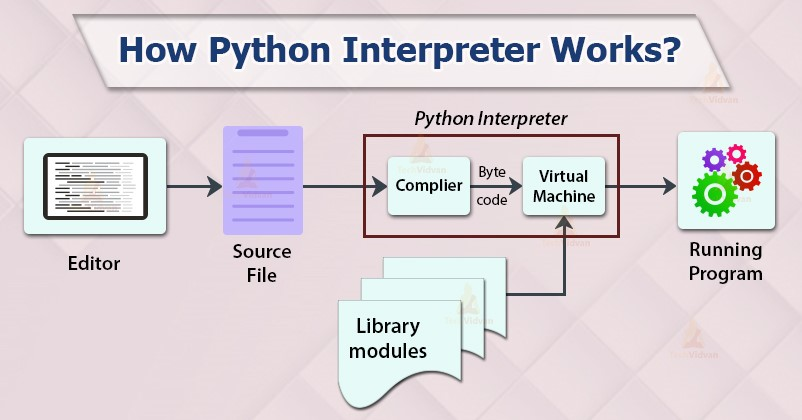 How Python Interpreter Works?
Python Interpreter
Complier
Byte
code
Virtual
Machine
Editor
Source
File
Running
Program
Library
modules